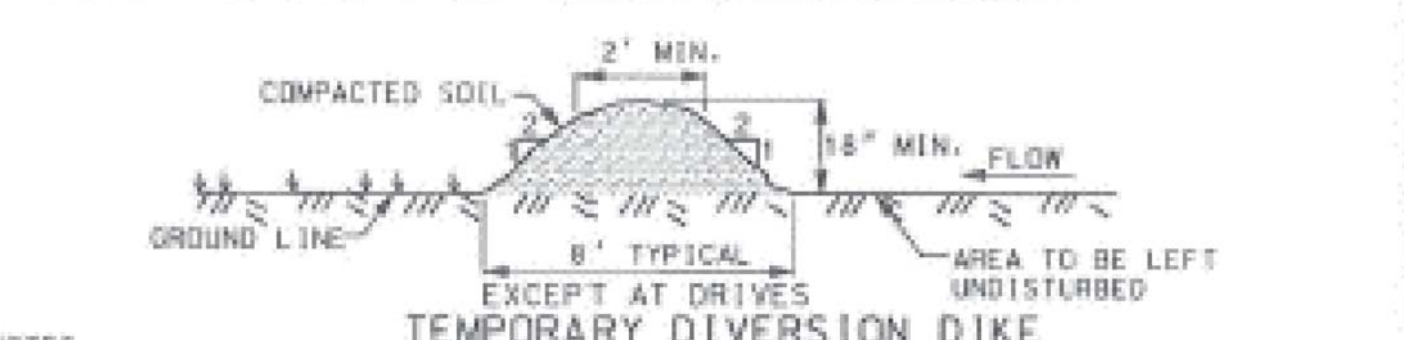 2' MIN.
COMPACTED SOIL
2
2
1
1
18" MIN.
FLOW
GROUND LINE
8' TYPICAL
AREA TO BE LEFT
UNDISTURBED
EXCEPT AT DRIVES
TEMPORARY DIVERSION DIKE